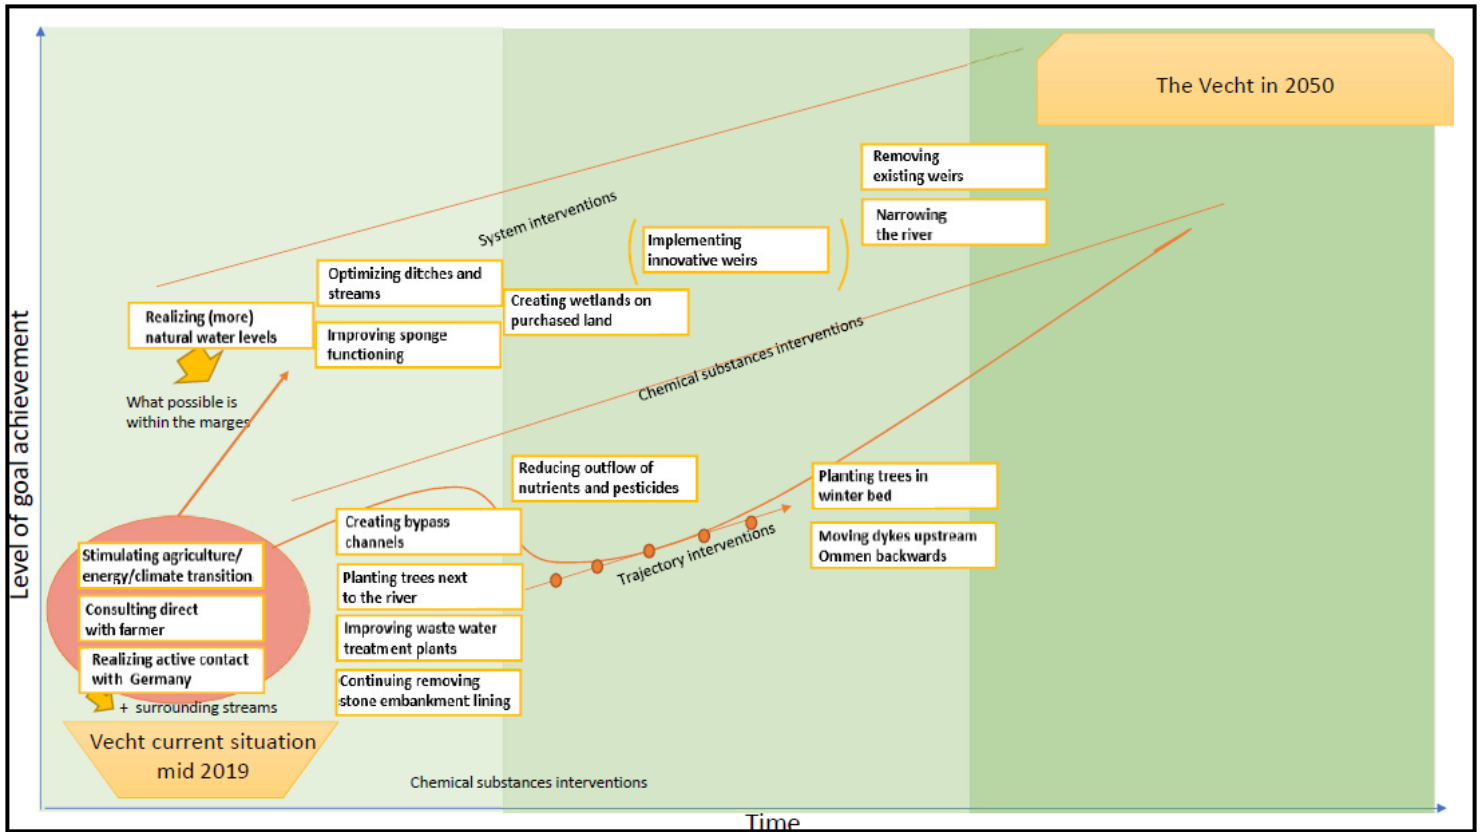 The Vecht in 2050
Removing
existing weirs
Narrowing
the river
System interventions
Implementing
innovative weirs
Optimizing ditches and
streams
Creating wetlands on
purchased land
Realizing (more)
natural water levels
Improving sponge
functioning
Chemical substances interventions
What possible is
within the marges
Level of goal achievement
Reducing outflow of
nutrients and pesticides
Planting trees in
winter bed
Creating bypass
channels
Moving dykes upstream
Ommen backwards
Trajectory interventions
Stimulating agriculture/
energy/climate transition
Planting trees next
to the river
Consulting direct
with farmer
Improving waste water
treatment plants
Realizing active contact
with Germany
Continuing removing
stone embankment lining
+ surrounding streams
Vecht current situation
mid 2019
Chemical substances interventions
Time